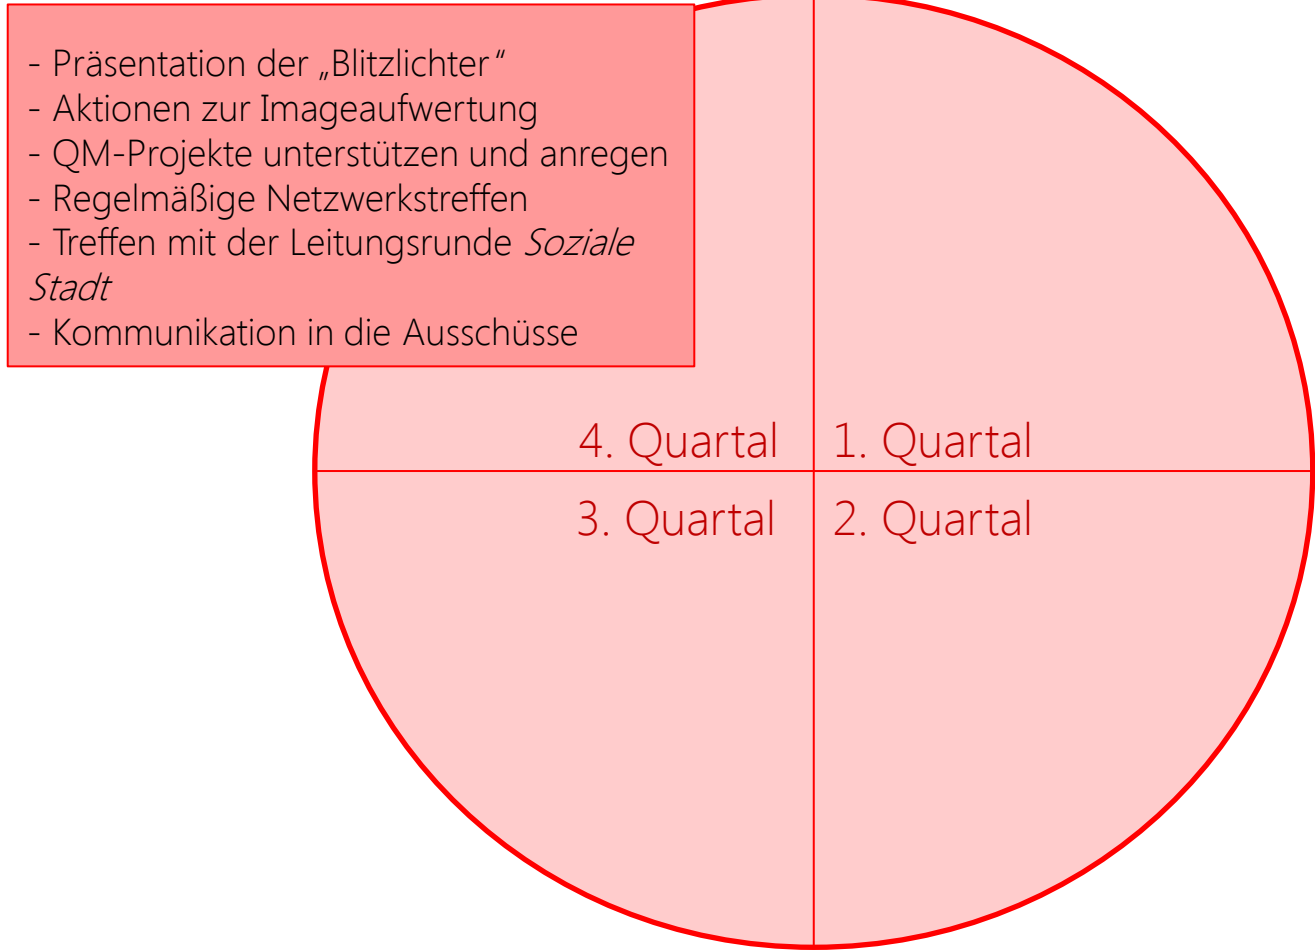 - Präsentation der „Blitzlichter“
- Aktionen zur Imageaufwertung
- QM-Projekte unterstützen und anregen
- Regelmäßige Netzwerkstreffen
- Treffen mit der Leitungsrunde Soziale
Stadt
- Kommunikation in die Ausschüsse
4. Quartal
1. Quartal
3. Quartal
2. Quartal